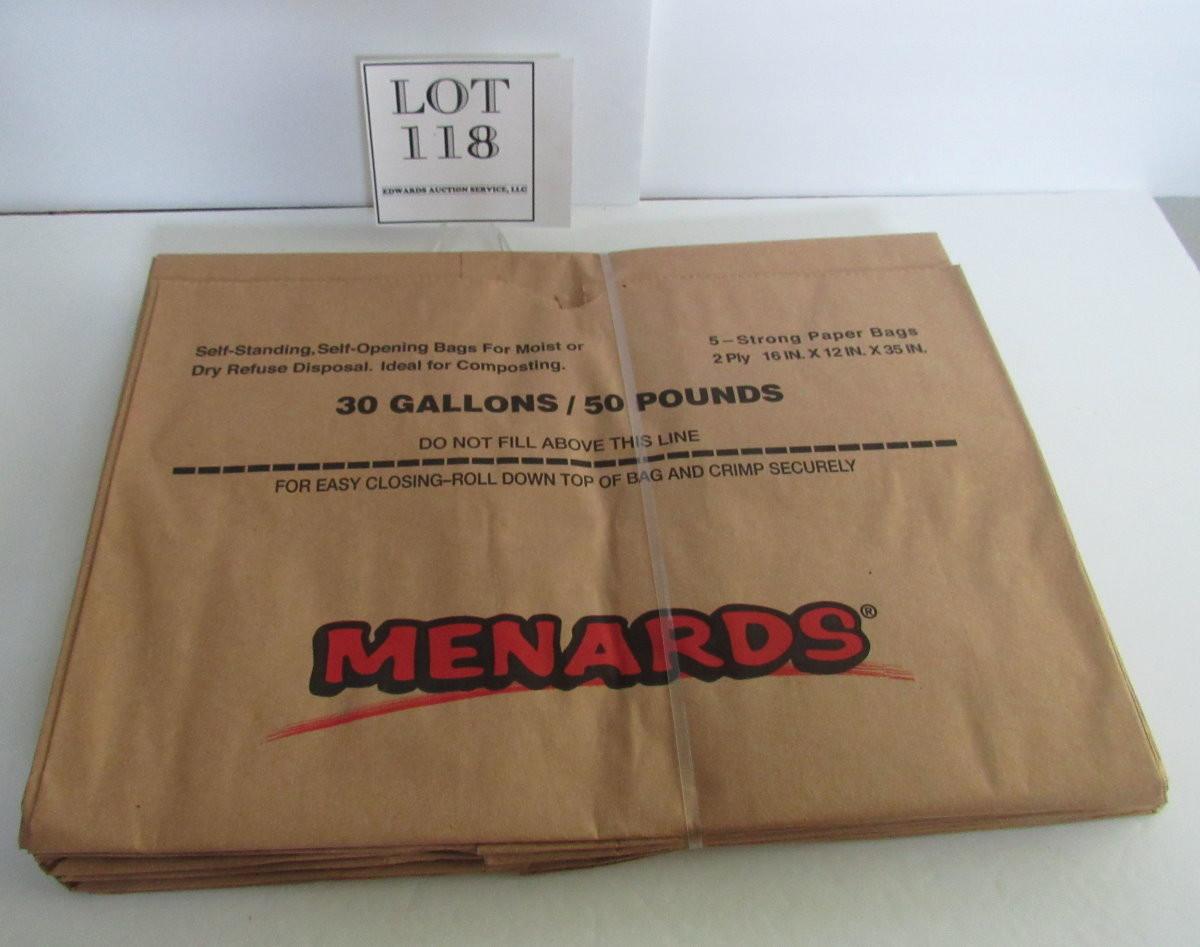 LOT
118
EDWARDS AUCTION SERVICE, LLC
Self-Standing, Self-Opening Bags For Moist or
Dry Refuse Disposal. Ideal for Composting.
5–Strong Paper Bags
2 Ply 16 IN. X 12 IN. X 35 IN.
30 GALLONS / 50 POUNDS
DO NOT FILL ABOVE THIS LINE
FOR EASY CLOSING–ROLL DOWN TOP OF BAG AND CRIMP SECURELY
MENARDS®